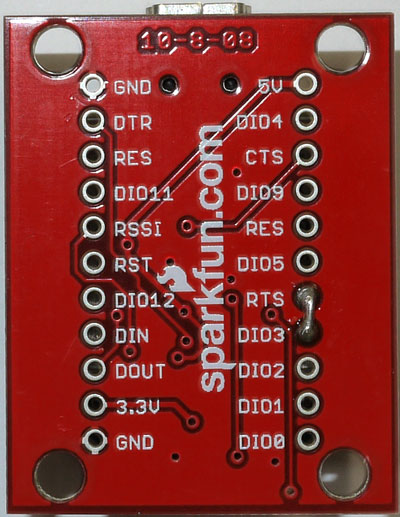 10-8-08
GND 5V
DTR DIO4
RES CTS
DIO11 DIO9
RSSI RES
RST DIO5
DIO12 RTS
DIN DIO3
DOUT DIO2
3.3V DIO1
GND DIO0
sparkfun.com